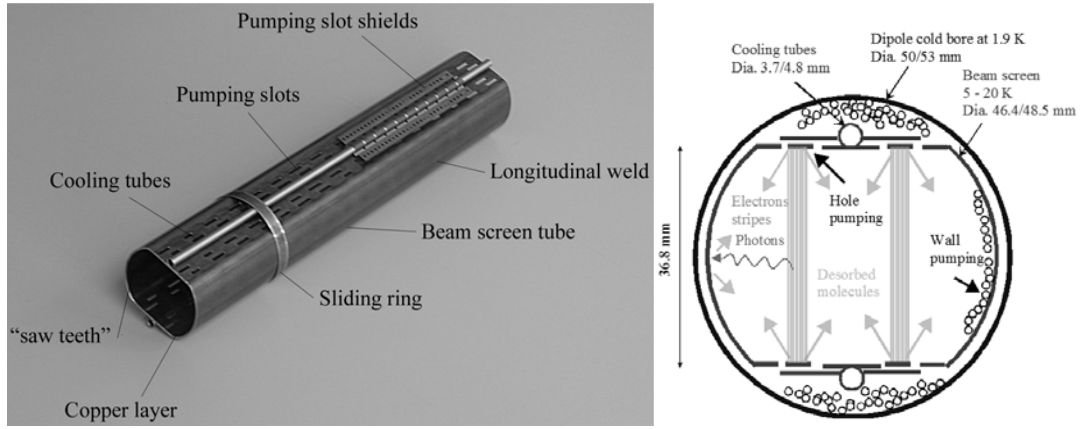 Pumping slot shields
Pumping slots
Cooling tubes
Longitudinal weld
Beam screen tube
Sliding ring
“saw teeth”
Copper layer
Cooling tubes
Dia. 3.7/4.8 mm
Dipole cold bore at 1.9 K
Dia. 50/53 mm
Beam screen
5 - 20 K
Dia. 46.4/48.5 mm
36.8 mm
Electrons
stripes
Photons
Hole
pumping
Wall
pumping
Desorbed
molecules